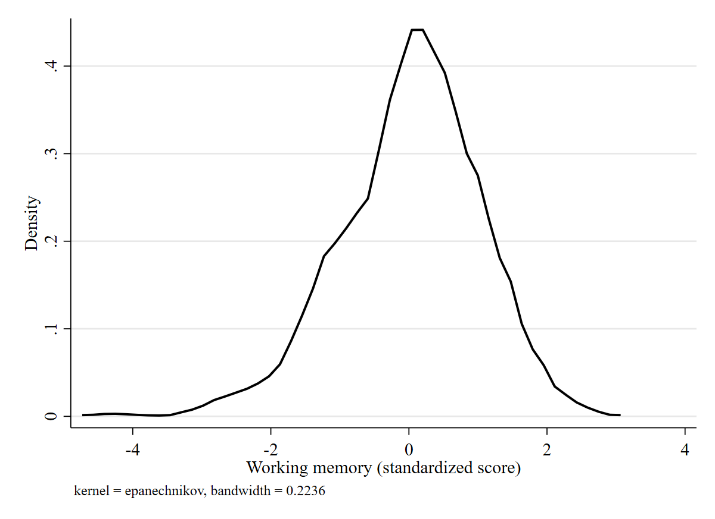 Density
.4
.3
.2
.1
0
-4 -2 0 2 4
Working memory (standardized score)
kernel = epanechnikov, bandwidth = 0.2236